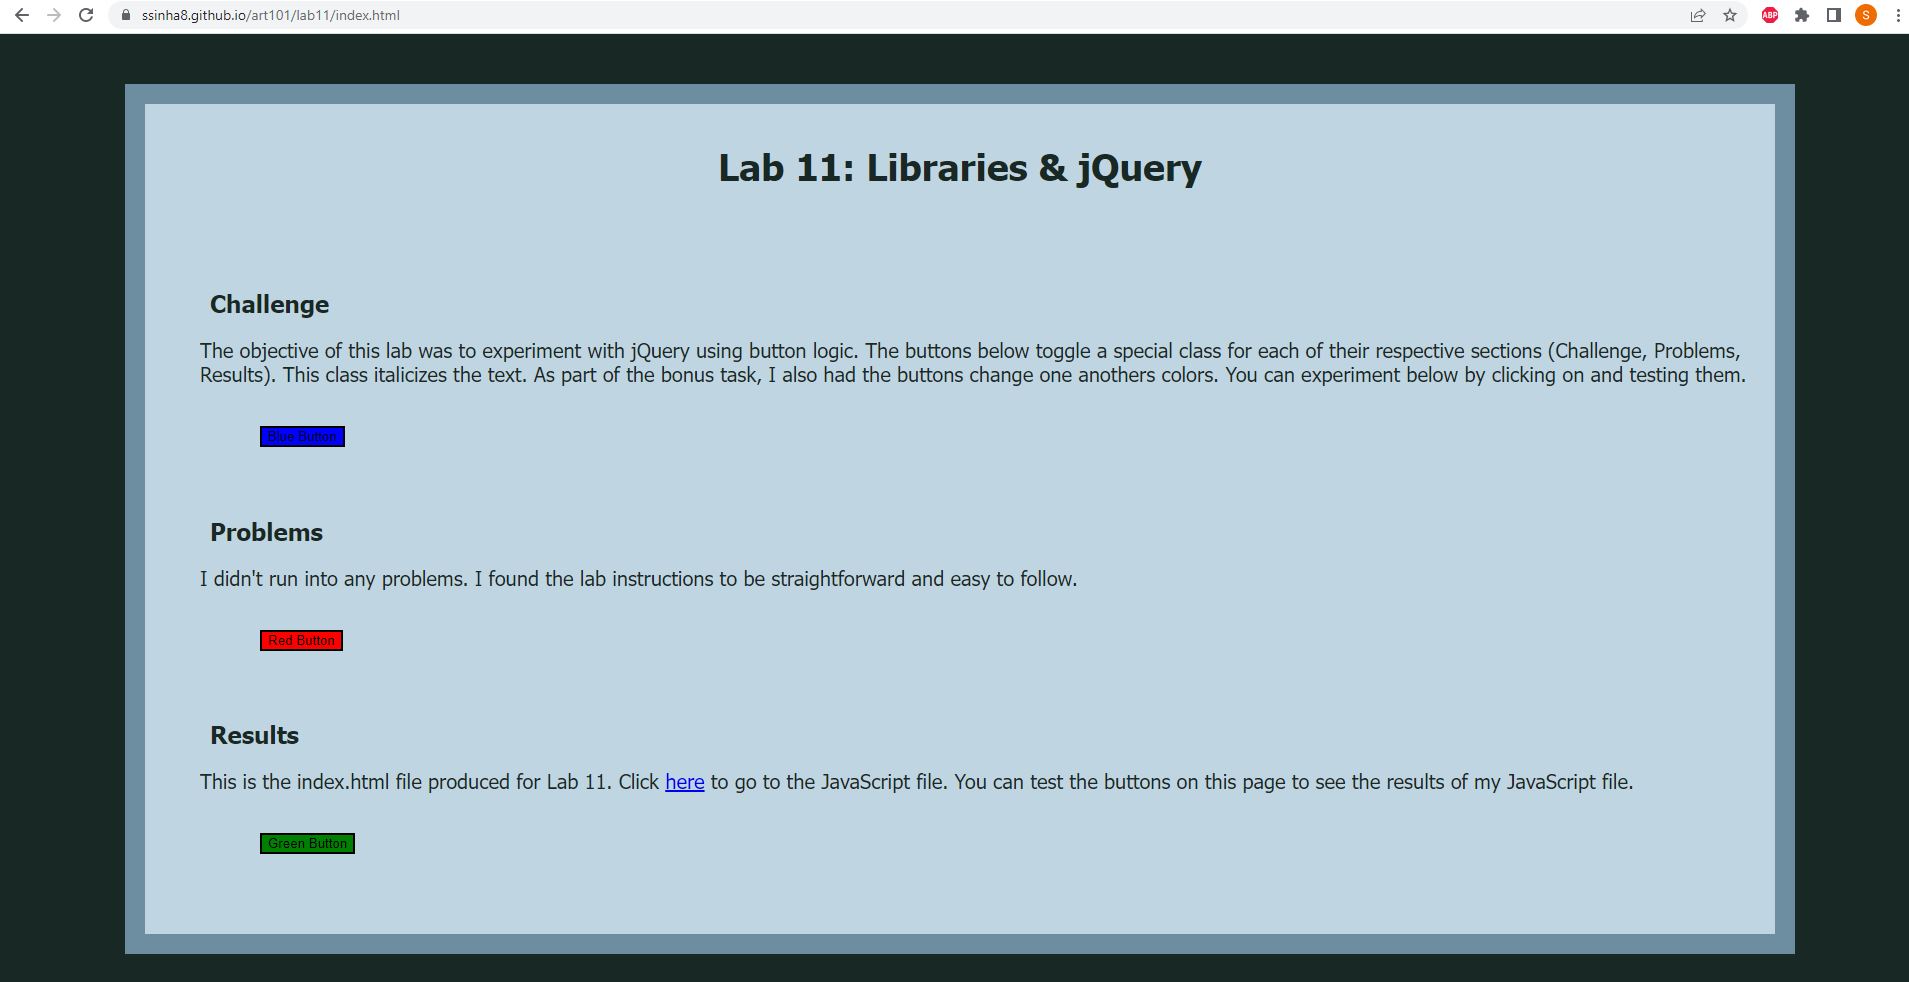 ssinha8.github.io/art101/lab11/index.html
ABP
S
Lab 11: Libraries & jQuery
Challenge
The objective of this lab was to experiment with jQuery using button logic. The buttons below toggle a special class for each of their respective sections (Challenge, Problems,
Results). This class italicizes the text. As part of the bonus task, I also had the buttons change one anothers colors. You can experiment below by clicking on and testing them.
Blue Button
Problems
I didn't run into any problems. I found the lab instructions to be straightforward and easy to follow.
Red Button
Results
This is the index.html file produced for Lab 11. Click here to go to the JavaScript file. You can test the buttons on this page to see the results of my JavaScript file.
Green Button